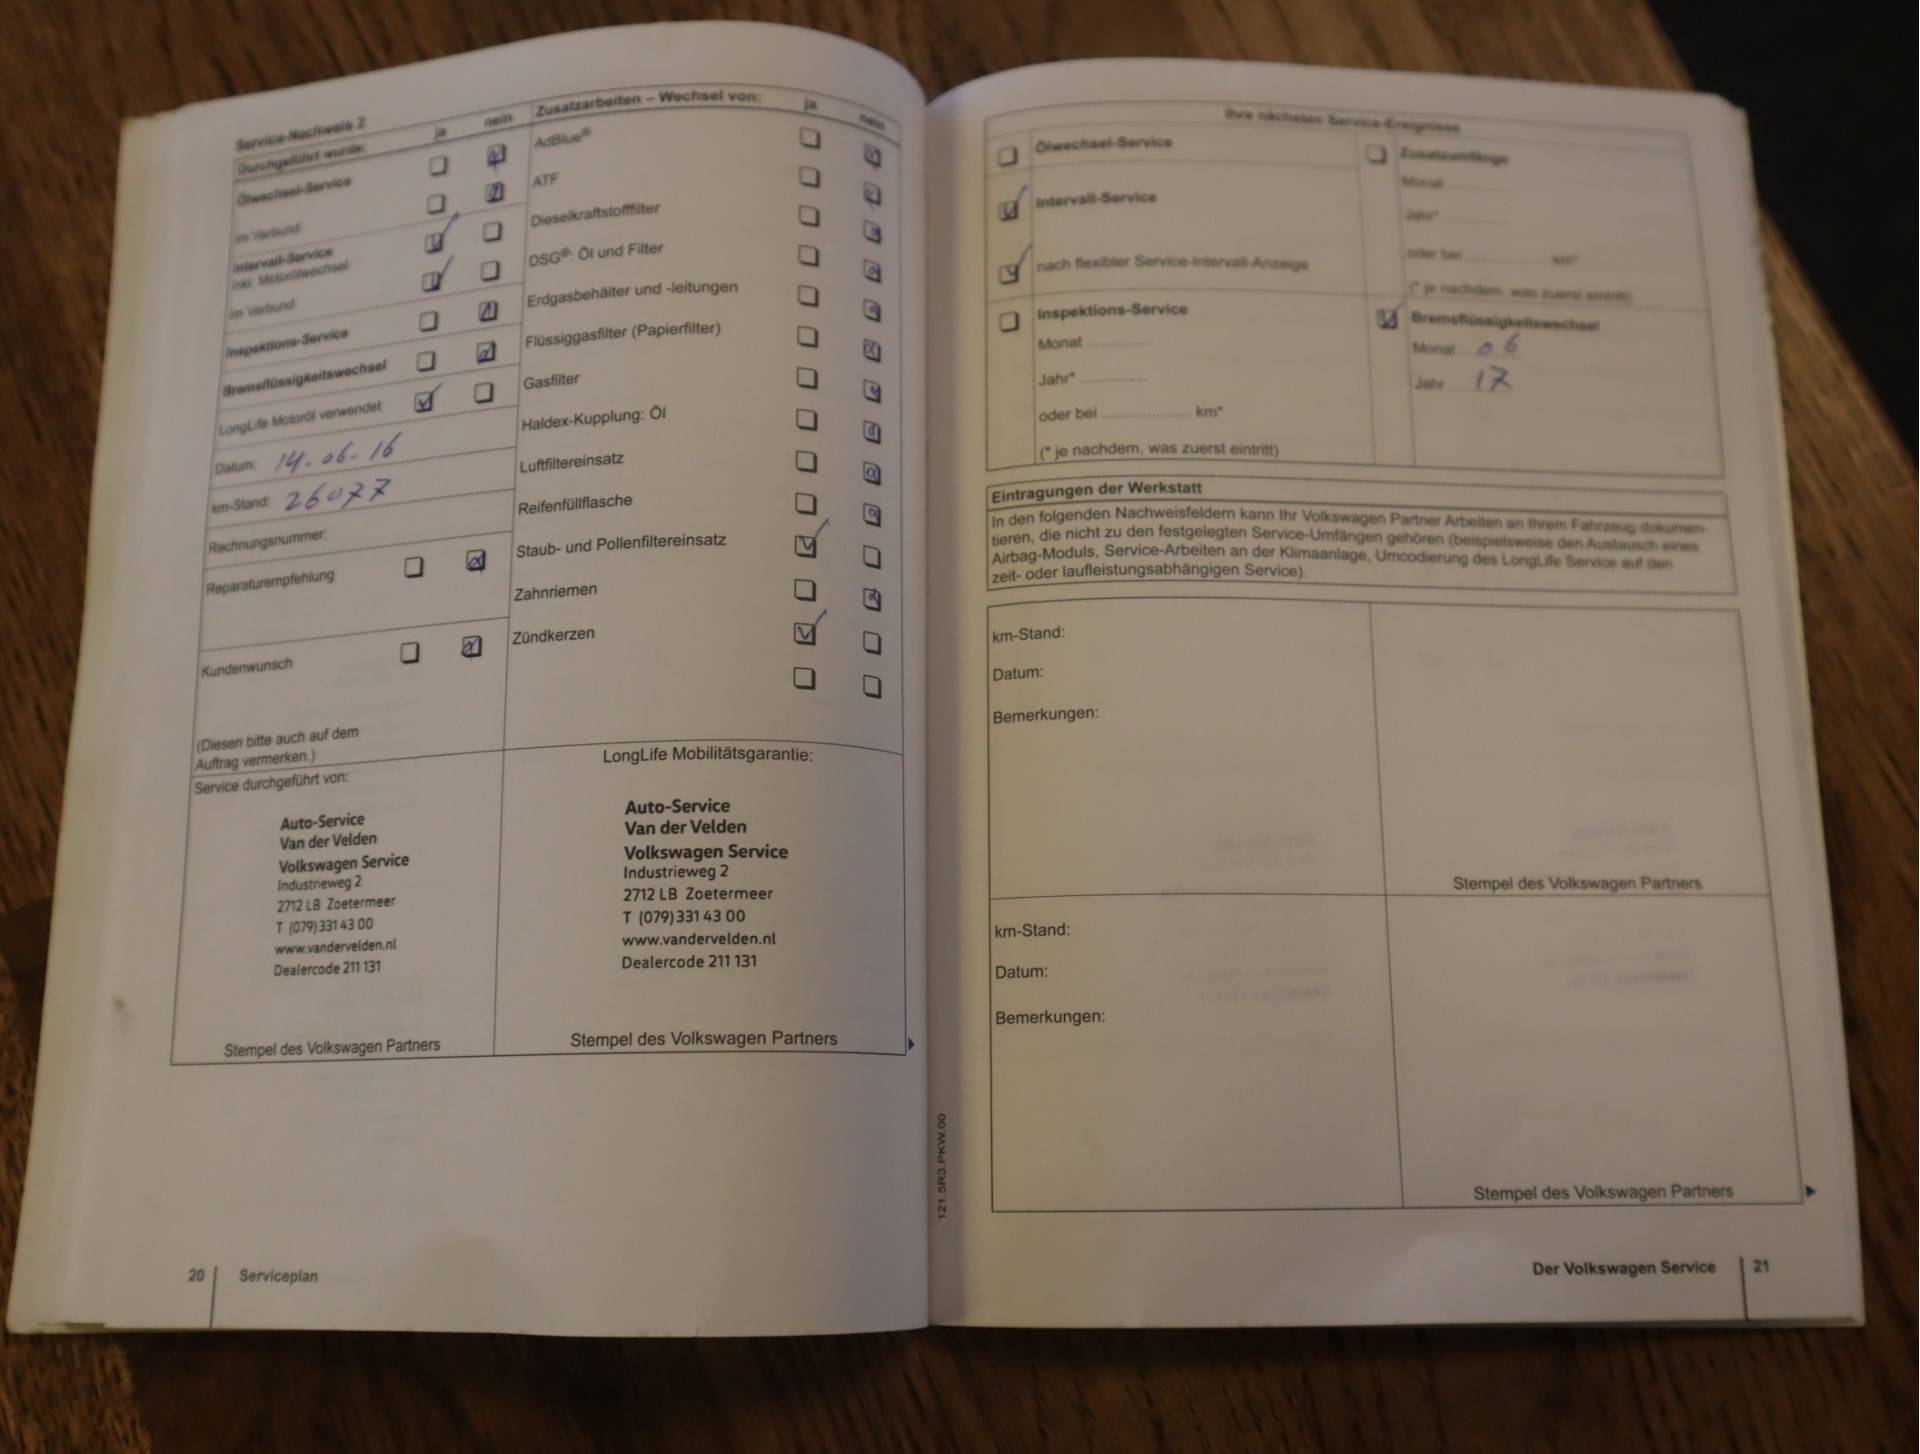 Service-Nachweis 2
Durchgeführt wurde: ja nein
Ölwechsel-Service
im Verbund
Intervall-Service
inkl. Motorölwechsel
im Verbund
Inspektions-Service
Bremsflüssigkeitswechsel
LongLife Motoröl verwendet
Datum: 14-06-16
km-Stand: 26077
Rechnungsnummer:
Reparaturempfehlung
Kundenwunsch
(Diesen bitte auch auf dem
Auftrag vermerken.)
Zusatzarbeiten – Wechsel von: ja nein
AdBlue®
ATF
Dieselkraftstofffilter
DSG®: Öl und Filter
Erdgasbehälter und -leitungen
Flüssiggasfilter (Papierfilter)
Gasfilter
Haldex-Kupplung: Öl
Luftfiltereinsatz
Reifenfüllflasche
Staub- und Pollenfiltereinsatz
Zahnriemen
Zündkerzen
Service durchgeführt von:
Auto-Service
Van der Velden
Volkswagen Service
Industrieweg 2
2712 LB Zoetermeer
T (079) 331 43 00
www.vandervelden.nl
Dealercode 211 131
Stempel des Volkswagen Partners
LongLife Mobilitätsgarantie:
Auto-Service
Van der Velden
Volkswagen Service
Industrieweg 2
2712 LB Zoetermeer
T (079) 331 43 00
www.vandervelden.nl
Dealercode 211 131
Stempel des Volkswagen Partners
20 Serviceplan
121.5R3.PKW.00
Ihre nächsten Service-Ereignisse
Ölwechsel-Service
Intervall-Service
nach flexibler Service-Intervall-Anzeige
Inspektions-Service
Monat ............
Jahr* ............
oder bei ................ km*
(* je nachdem, was zuerst eintritt)
Zusatzumfänge
Monat ............
Jahr* ............
oder bei ................ km*
(* je nachdem, was zuerst eintritt)
Bremsflüssigkeitswechsel
Monat 06
Jahr 17
Eintragungen der Werkstatt
In den folgenden Nachweisfeldern kann Ihr Volkswagen Partner Arbeiten an Ihrem Fahrzeug dokumen-
tieren, die nicht zu den festgelegten Service-Umfängen gehören (beispielsweise den Austausch eines
Airbag-Moduls, Service-Arbeiten an der Klimaanlage, Umcodierung des LongLife Service auf den
zeit- oder laufleistungsabhängigen Service).
km-Stand:
Datum:
Bemerkungen:
Stempel des Volkswagen Partners
km-Stand:
Datum:
Bemerkungen:
Stempel des Volkswagen Partners
Der Volkswagen Service 21